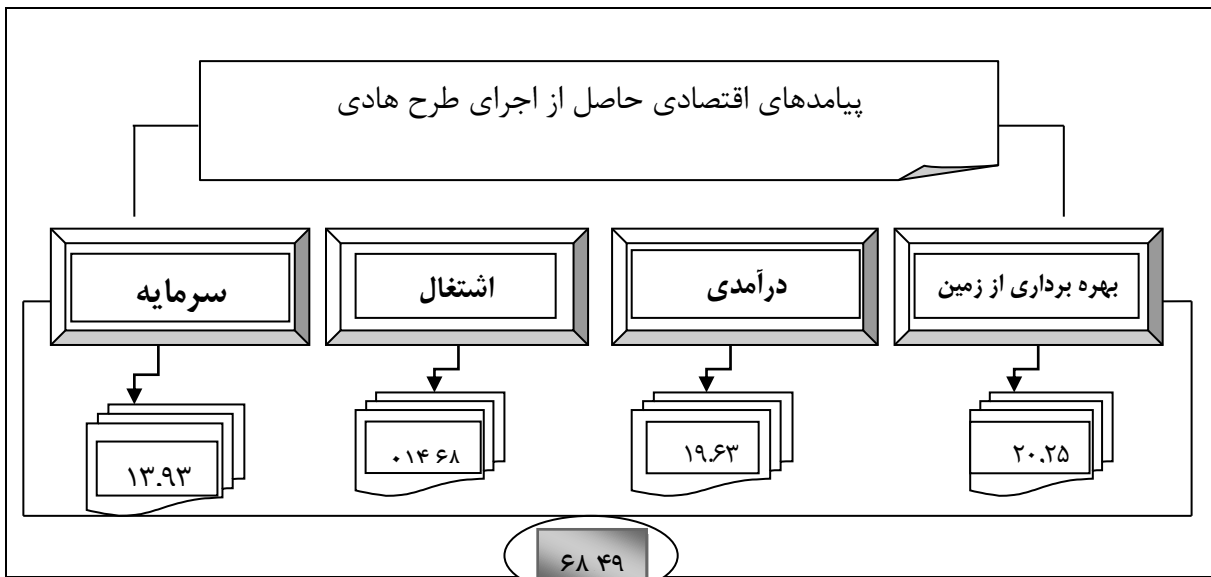 پیامدهای اقتصادی حاصل از اجرای طرح هادی
بهره برداری از زمین
درآمدی
اشتغال
سرمایه
۲۰.۲۵
۱۹.۶۳
۰۱۴ ۶۸
۱۳.۹۳
۶۸ ۴۹